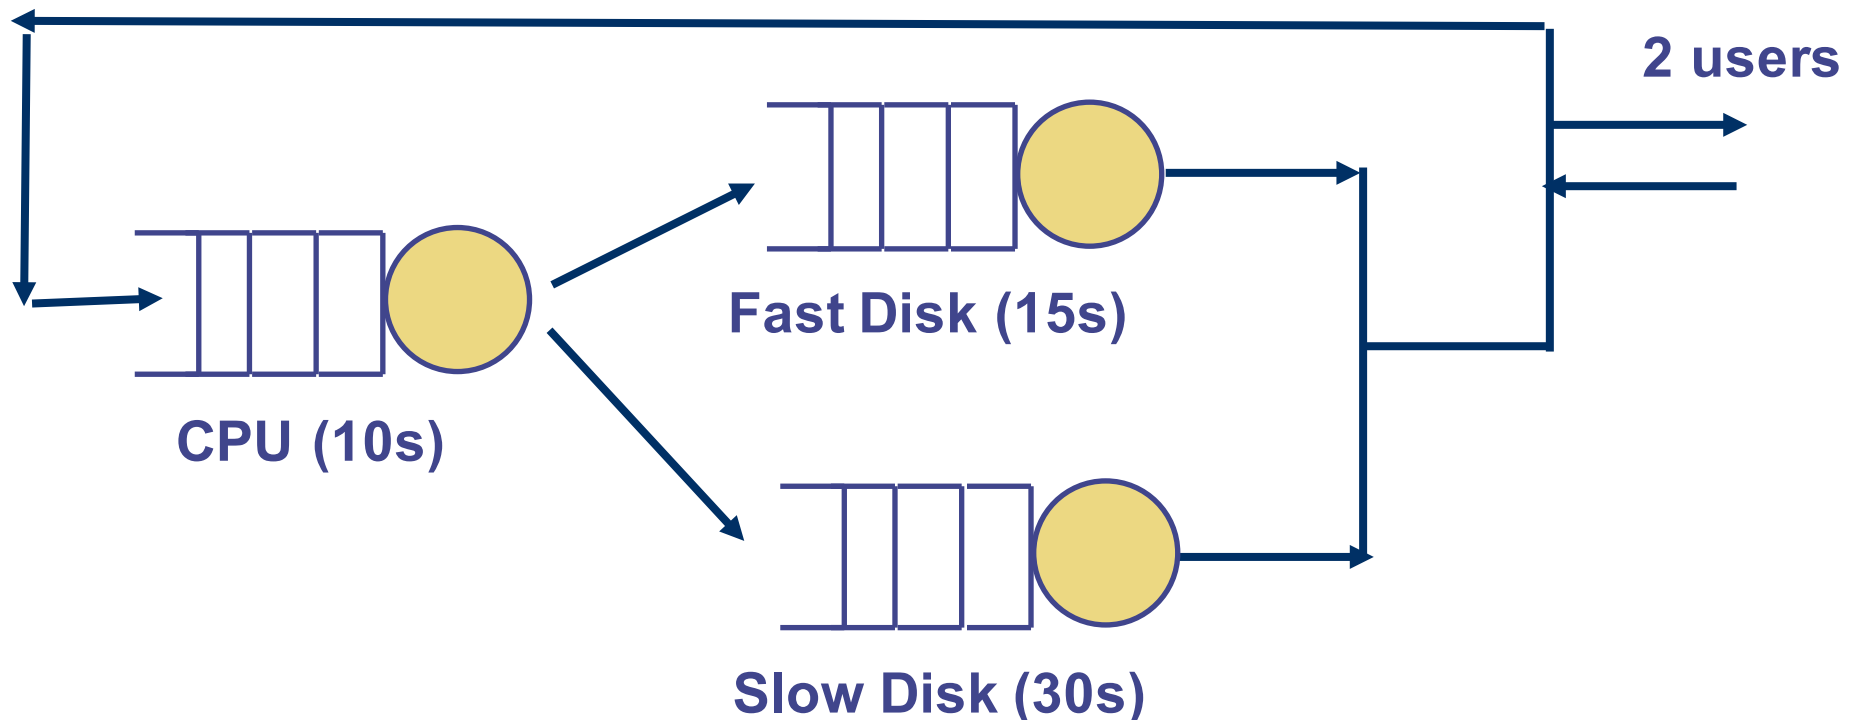 2 users
Fast Disk (15s)
CPU (10s)
Slow Disk (30s)